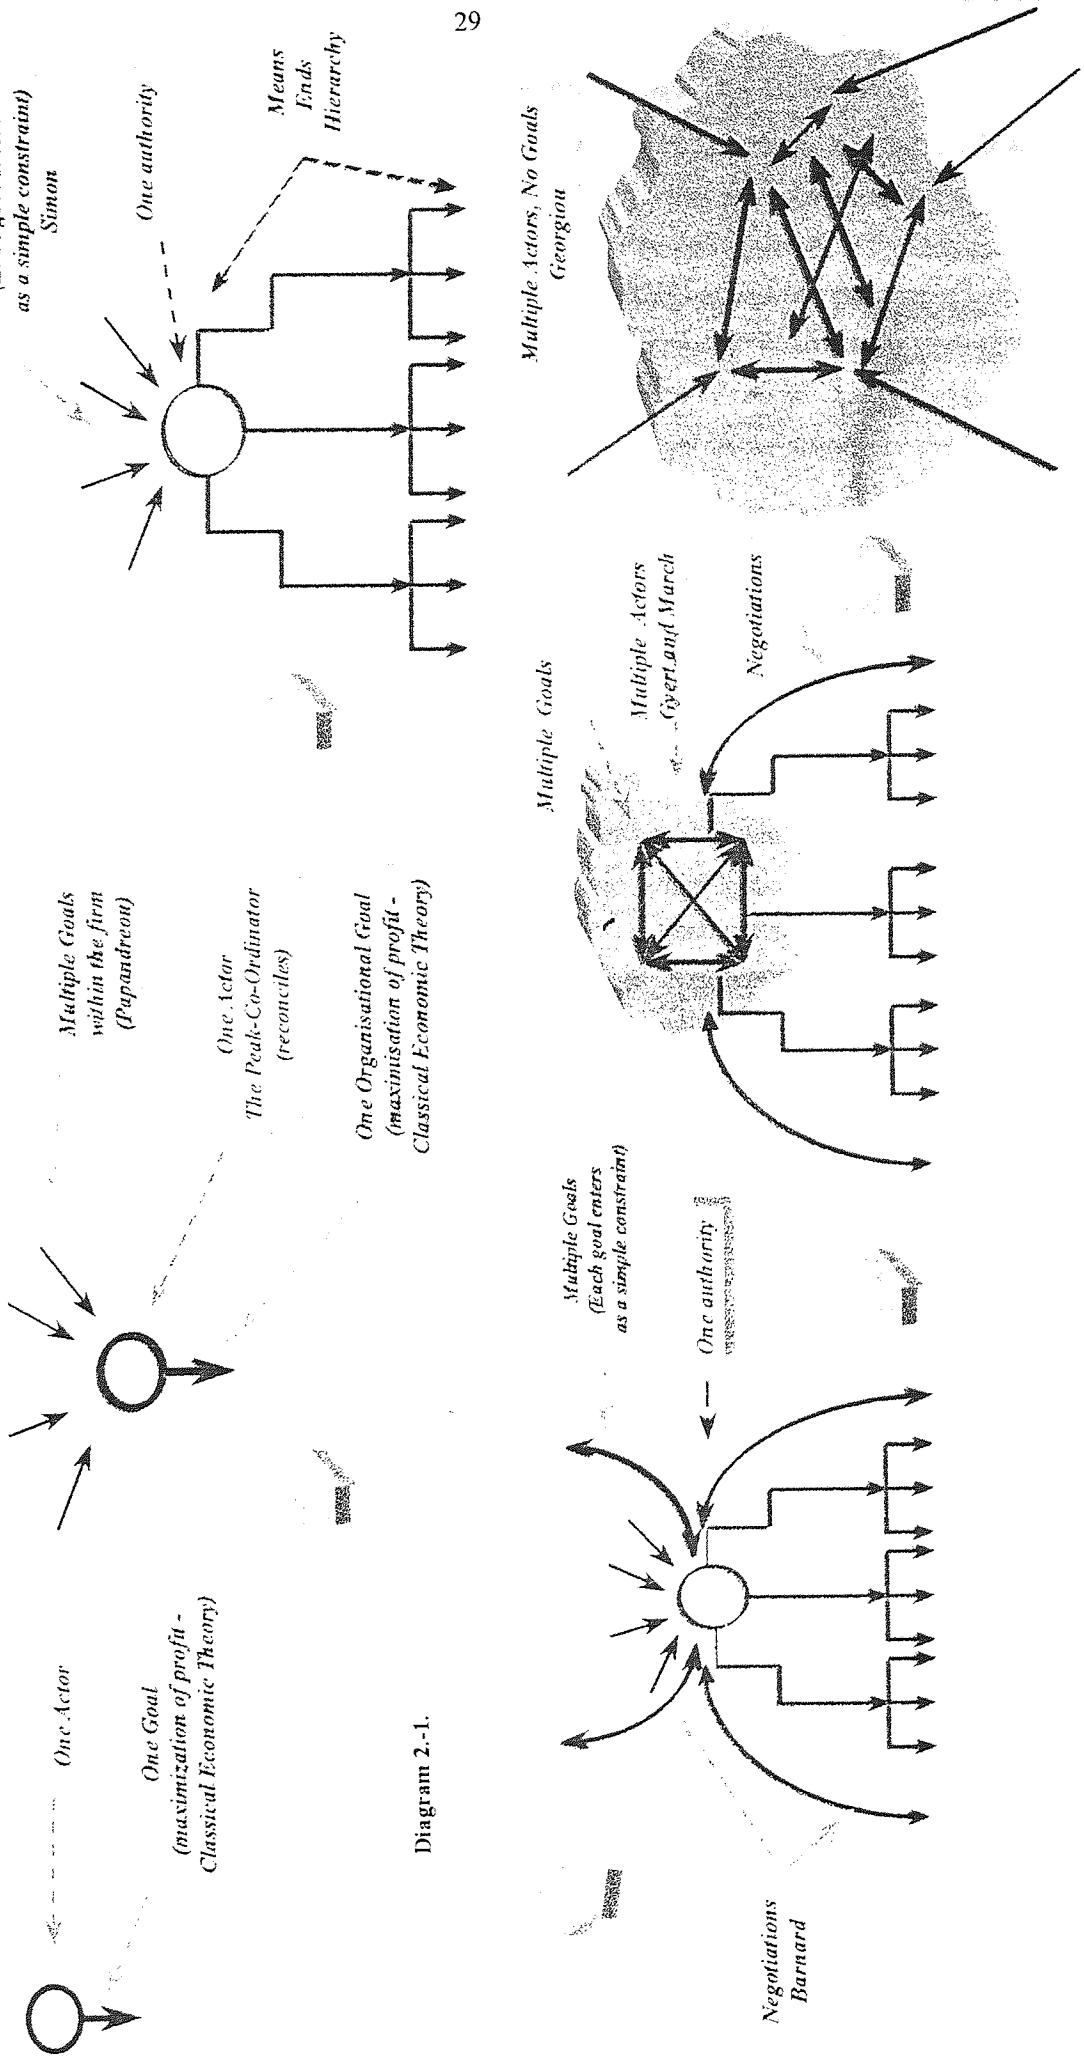 29
One Actor
One Goal
(maximization of profit -
Classical Economic Theory)
Multiple Goals
within the firm
(Papandreou)
One Actor
The Peak-Co-Ordinator
(reconciles)
One Organisational Goal
(maximisation of profit -
Classical Economic Theory)
as a simple constraint)
Simon
One authority
Means
Ends
Hierarchy
Diagram 2.-1.
Negotiations
Barnard
Multiple Goals
(Each goal enters
as a simple constraint)
One authority
Multiple Goals
Multiple Actors
Gyert and March
Negotiations
Multiple Actors, No Goals
Georgiou